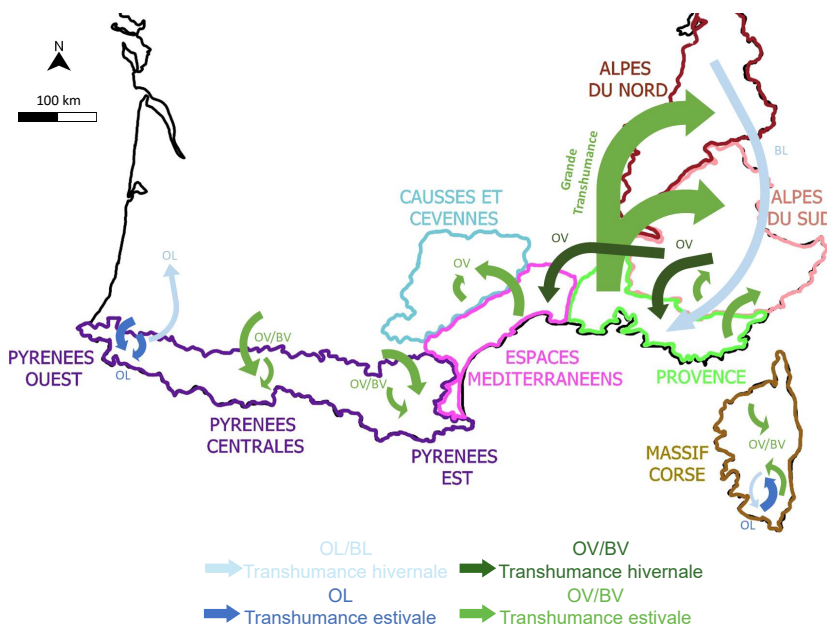 N
100 km
ALPES
DU NORD
Grande
Transhumance
BL
CAUSSES ET
CEVENNES
ALPES
DU SUD
OV
OV
OV
OL
PYRENEES
OUEST
OL
OV/BV
OV/BV
ESPACES
MEDITERRANEENS
PROVENCE
PYRENEES
CENTRALES
PYRENEES
EST
MASSIF
CORSE
OV/BV
OL
OL/BL
Transhumance hivernale
OV/BV
Transhumance hivernale
OL
Transhumance estivale
OV/BV
Transhumance estivale